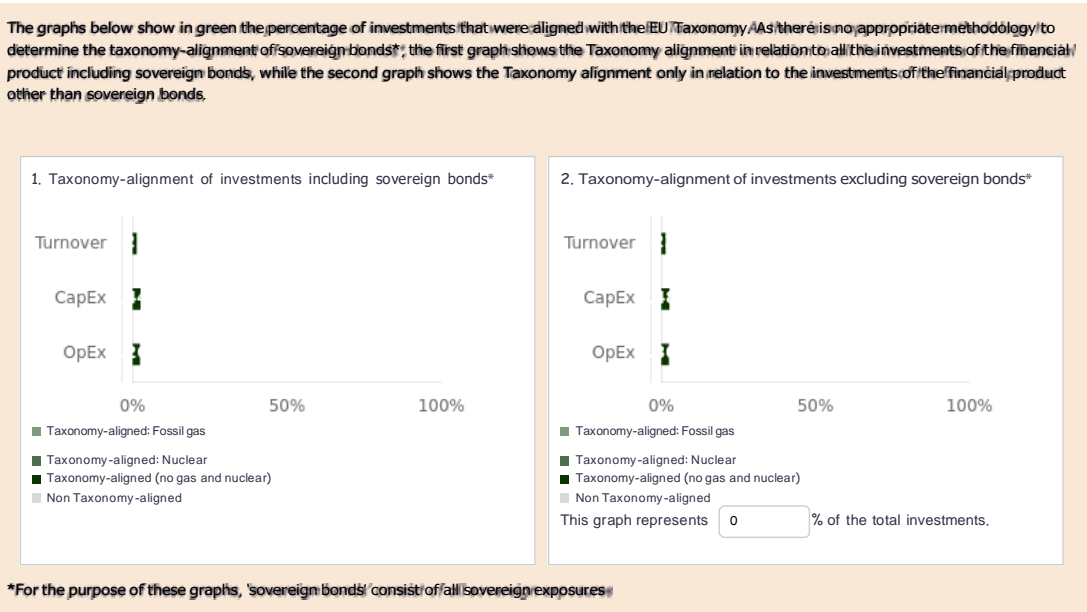 The graphs below show in green the percentage of investments that were aligned with the EU Taxonomy. As there is no appropriate methodology to
determine the taxonomy-alignment of sovereign bonds*, the first graph shows the Taxonomy alignment in relation to all the investments of the financial
product including sovereign bonds, while the second graph shows the Taxonomy alignment only in relation to the investments of the financial product
other than sovereign bonds.
1. Taxonomy-alignment of investments including sovereign bonds*
Turnover
CapEx
OpEx
0% 50% 100%
Taxonomy-aligned: Fossil gas
Taxonomy-aligned: Nuclear
Taxonomy-aligned (no gas and nuclear)
Non Taxonomy-aligned
2. Taxonomy-alignment of investments excluding sovereign bonds*
Turnover
CapEx
OpEx
0% 50% 100%
Taxonomy-aligned: Fossil gas
Taxonomy-aligned: Nuclear
Taxonomy-aligned (no gas and nuclear)
Non Taxonomy-aligned
This graph represents 0 % of the total investments.
*For the purpose of these graphs, 'sovereign bonds' consist of all sovereign exposures